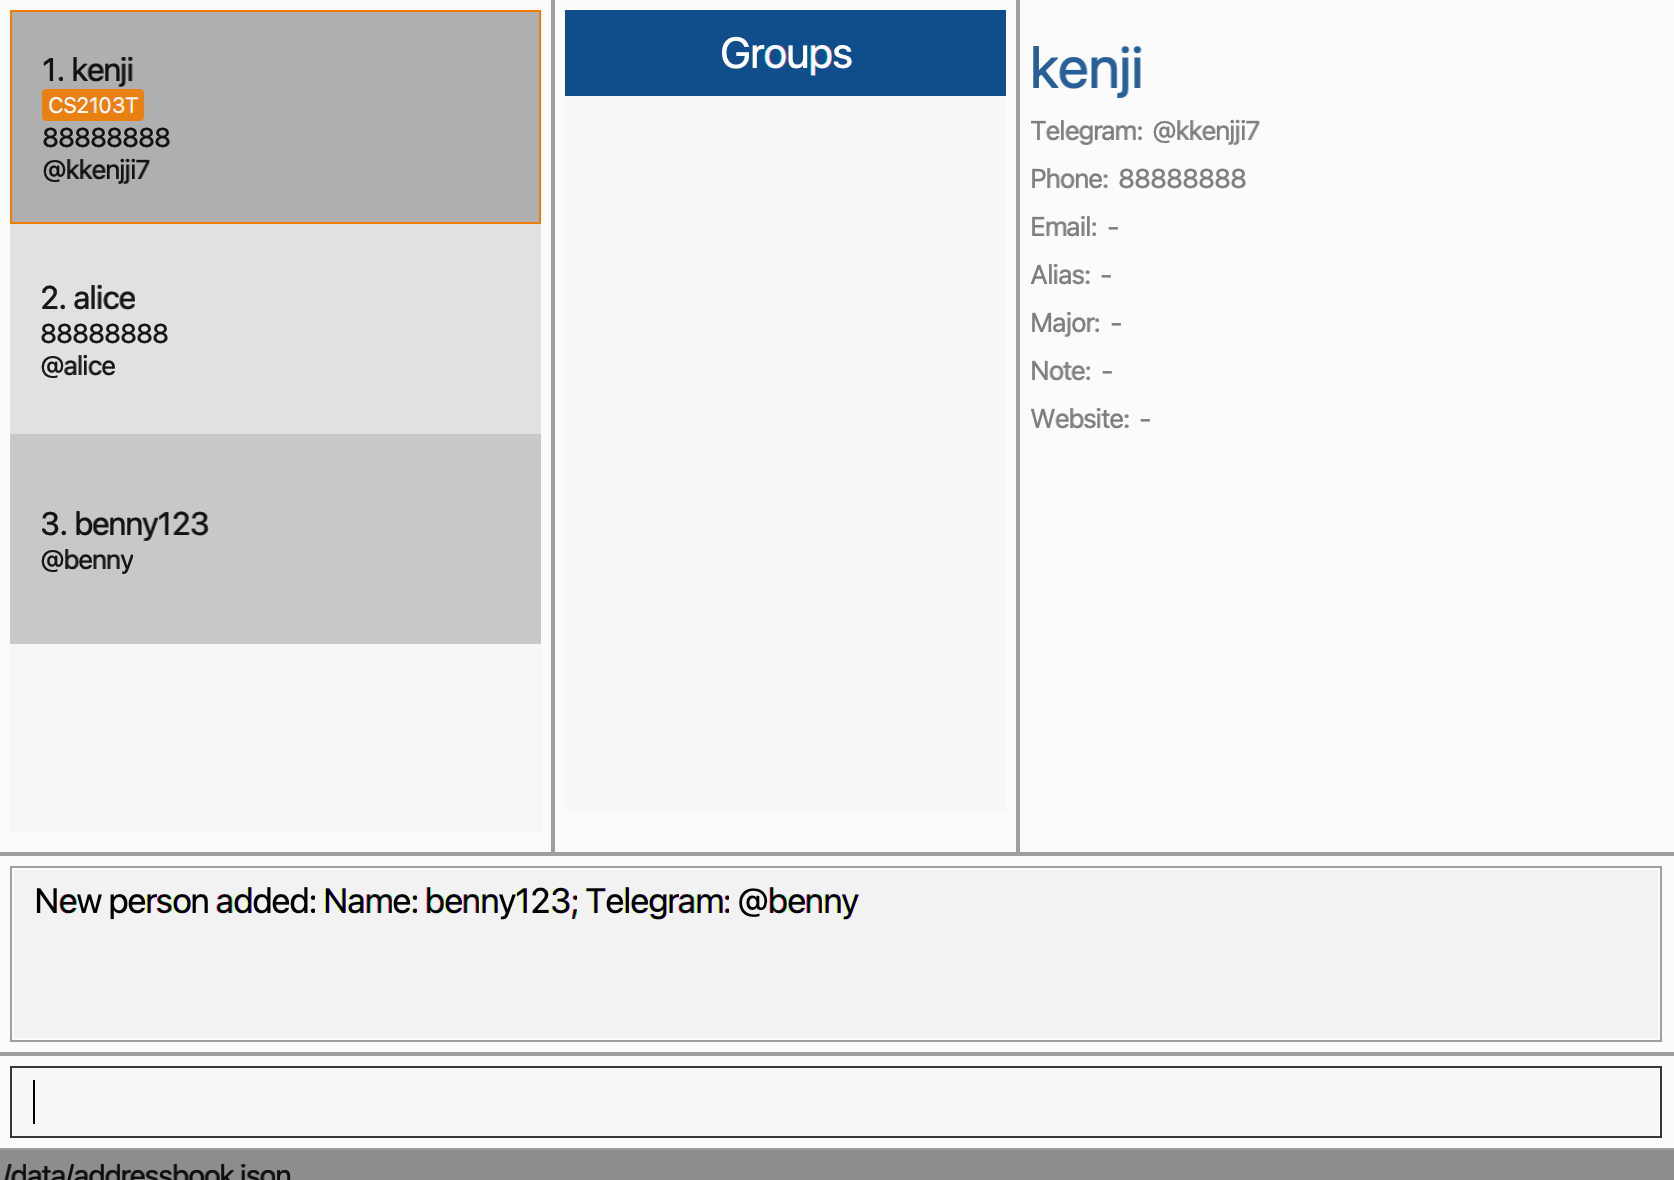 1. kenji
CS2103T
88888888
@kkenjji7
2. alice
88888888
@alice
3. benny123
@benny
Groups
kenji
Telegram: @kkenjji7
Phone: 88888888
Email: -
Alias: -
Major: -
Note: -
Website: -
New person added: Name: benny123; Telegram: @benny
/data/addressbook.json